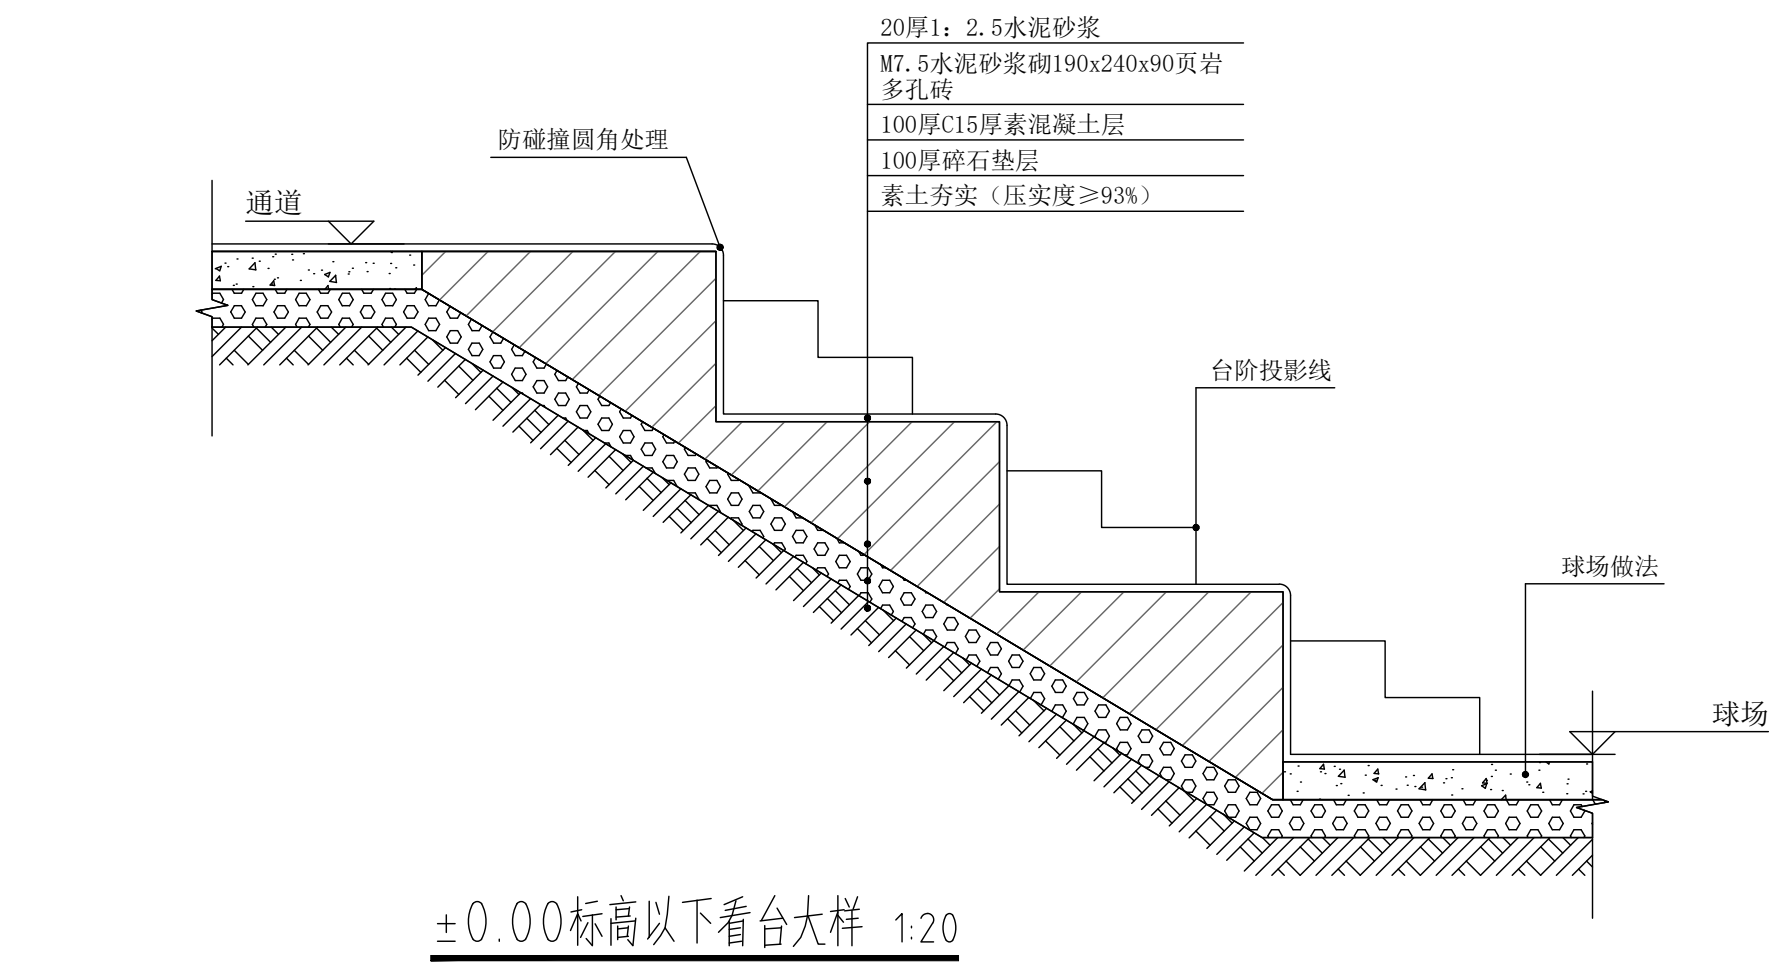 20厚1：2.5水泥砂浆
M7.5水泥砂浆砌190x240x90页岩
多孔砖
100厚C15厚素混凝土层
100厚碎石垫层
素土夯实（压实度≥93%）
防碰撞圆角处理
通道
台阶投影线
球场做法
球场
±0.00标高以下看台大样 1:20